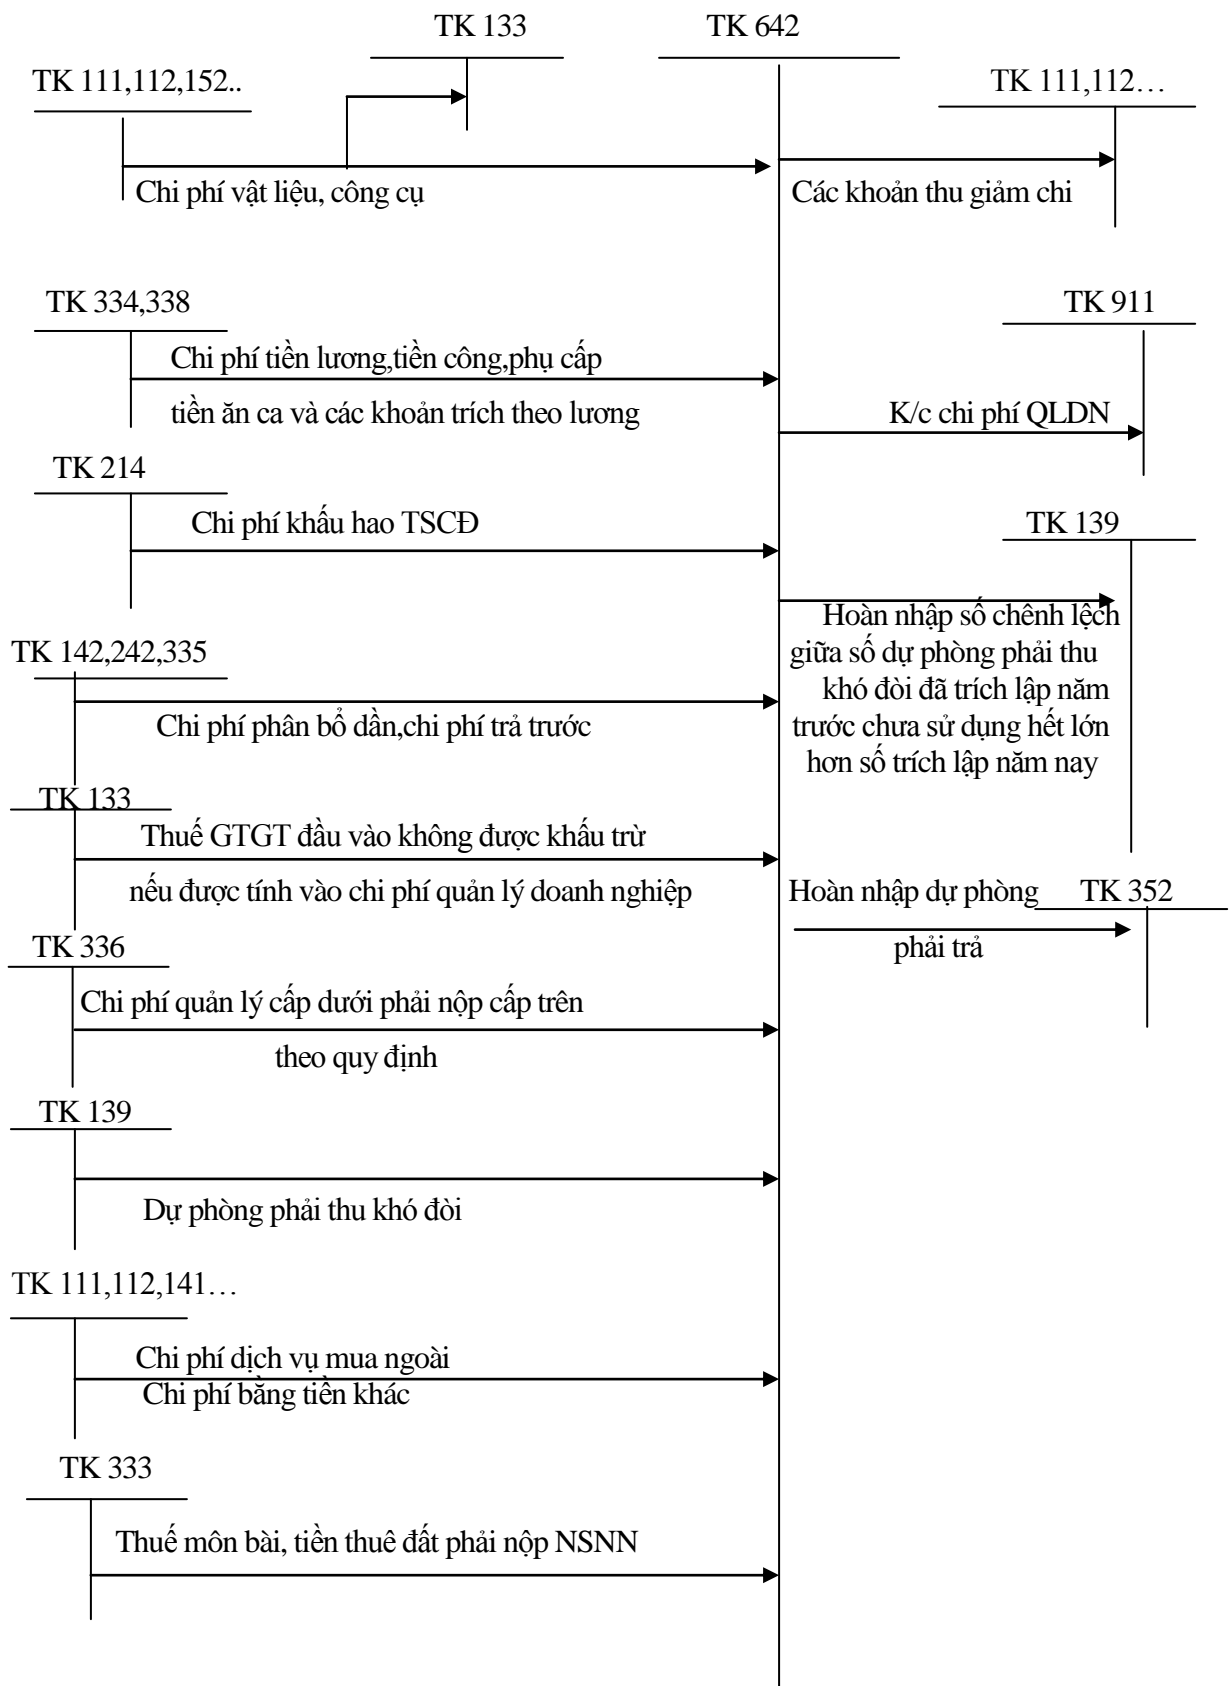 TK 133
TK 642
TK 111,112,152..
TK 111,112…
Chi phí vật liệu, công cụ
Các khoản thu giảm chi
TK 334,338
TK 911
Chi phí tiền lương,tiền công,phụ cấp
tiền ăn ca và các khoản trích theo lương
K/c chi phí QLDN
TK 214
Chi phí khấu hao TSCĐ
TK 139
Hoàn nhập số chênh lệch
giữa số dự phòng phải thu
khó đòi đã trích lập năm
trước chưa sử dụng hết lớn
hơn số trích lập năm nay
TK 142,242,335
Chi phí phân bổ dần,chi phí trả trước
TK 133
Thuế GTGT đầu vào không được khấu trừ
nếu được tính vào chi phí quản lý doanh nghiệp
Hoàn nhập dự phòng
phải trả
TK 352
TK 336
Chi phí quản lý cấp dưới phải nộp cấp trên
theo quy định
TK 139
Dự phòng phải thu khó đòi
TK 111,112,141…
Chi phí dịch vụ mua ngoài
Chi phí bằng tiền khác
TK 333
Thuế môn bài, tiền thuê đất phải nộp NSNN